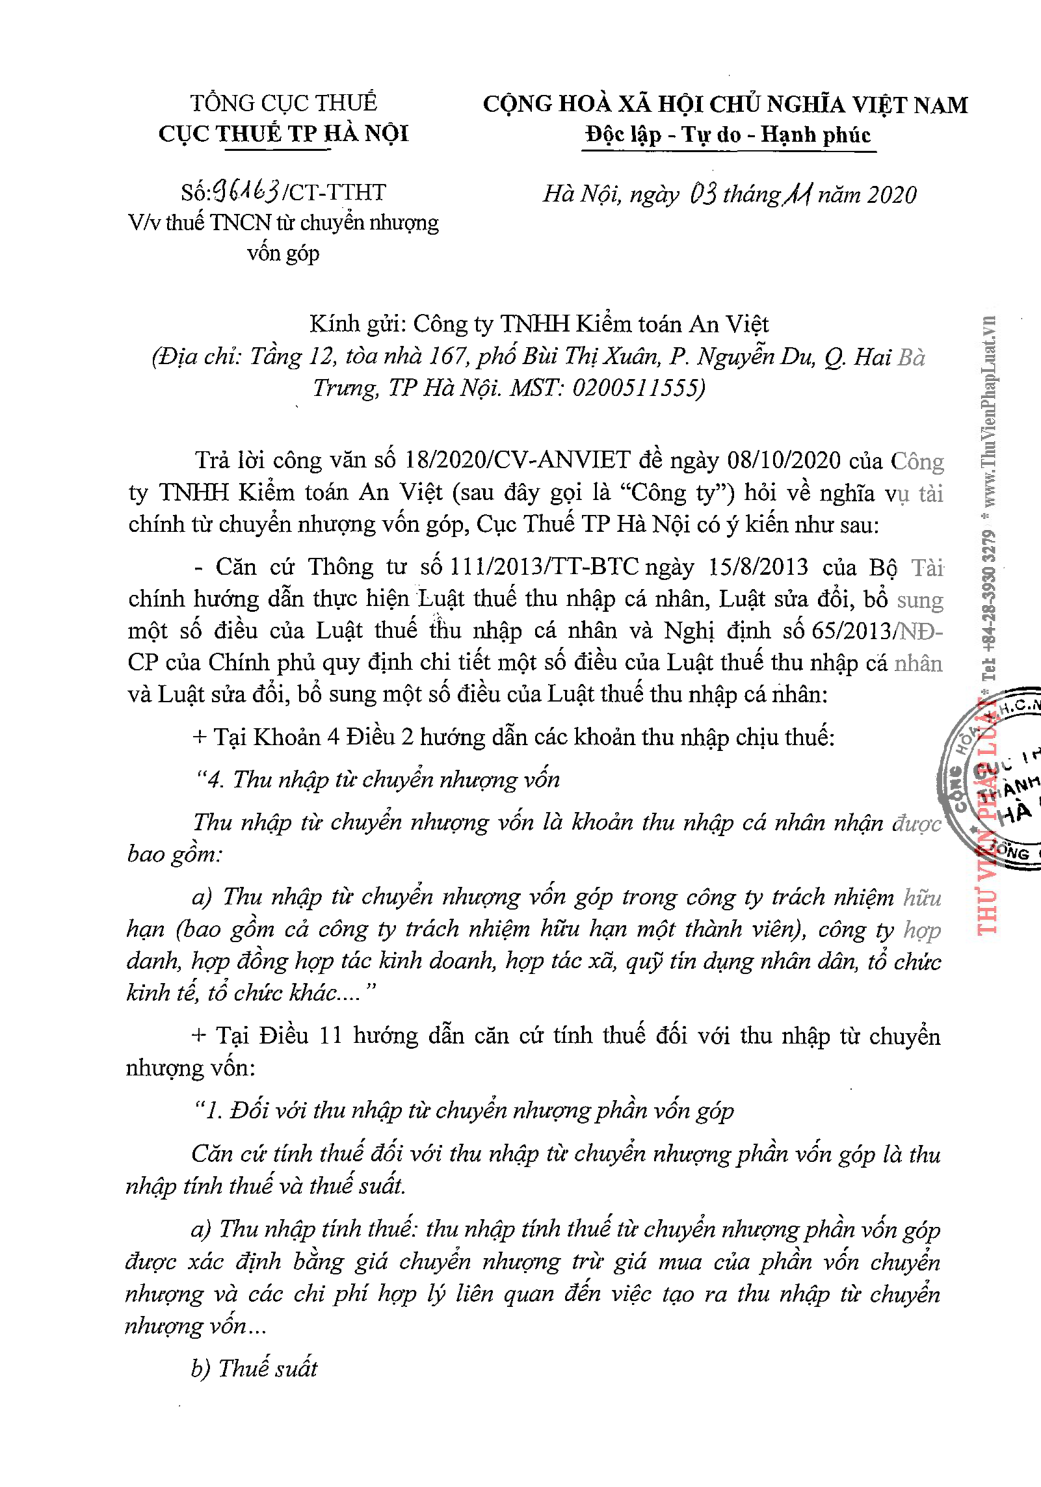 TỔNG CỤC THUẾ
CỤC THUẾ TP HÀ NỘI
CỘNG HOÀ XÃ HỘI CHỦ NGHĨA VIỆT NAM
Độc lập - Tự do - Hạnh phúc
Số:96163/CT-TTHT
V/v thuế TNCN từ chuyển nhượng
vốn góp
Hà Nội, ngày 03 tháng 11 năm 2020
Kính gửi: Công ty TNHH Kiểm toán An Việt
(Địa chỉ: Tầng 12, tòa nhà 167, phố Bùi Thị Xuân, P. Nguyễn Du, Q. Hai Bà
Trưng, TP Hà Nội. MST: 0200511555)
Trả lời công văn số 18/2020/CV-ANVIET đề ngày 08/10/2020 của Công
ty TNHH Kiểm toán An Việt (sau đây gọi là “Công ty”) hỏi về nghĩa vụ tài
chính từ chuyển nhượng vốn góp, Cục Thuế TP Hà Nội có ý kiến như sau:
- Căn cứ Thông tư số 111/2013/TT-BTC ngày 15/8/2013 của Bộ Tài
chính hướng dẫn thực hiện Luật thuế thu nhập cá nhân, Luật sửa đổi, bổ sung
một số điều của Luật thuế thu nhập cá nhân và Nghị định số 65/2013/NĐ-
CP của Chính phủ quy định chi tiết một số điều của Luật thuế thu nhập cá nhân
và Luật sửa đổi, bổ sung một số điều của Luật thuế thu nhập cá nhân:
+ Tại Khoản 4 Điều 2 hướng dẫn các khoản thu nhập chịu thuế:
“4. Thu nhập từ chuyển nhượng vốn
Thu nhập từ chuyển nhượng vốn là khoản thu nhập cá nhân nhận được
bao gồm:
a) Thu nhập từ chuyển nhượng vốn góp trong công ty trách nhiệm hữu
hạn (bao gồm cả công ty trách nhiệm hữu hạn một thành viên), công ty hợp
danh, hợp đồng hợp tác kinh doanh, hợp tác xã, quỹ tín dụng nhân dân, tổ chức
kinh tế, tổ chức khác.... ”
+ Tại Điều 11 hướng dẫn căn cứ tính thuế đối với thu nhập từ chuyển
nhượng vốn:
“1. Đối với thu nhập từ chuyển nhượng phần vốn góp
Căn cứ tính thuế đối với thu nhập từ chuyển nhượng phần vốn góp là thu
nhập tính thuế và thuế suất.
a) Thu nhập tính thuế: thu nhập tính thuế từ chuyển nhượng phần vốn góp
được xác định bằng giá chuyển nhượng trừ giá mua của phần vốn chuyển
nhượng và các chi phí hợp lý liên quan đến việc tạo ra thu nhập từ chuyển
nhượng vốn...
b) Thuế suất
THƯ VIỆN PHÁP LUẬT * Tel: +84-28-3930 3279 * www.ThuVienPhapLuat.vn